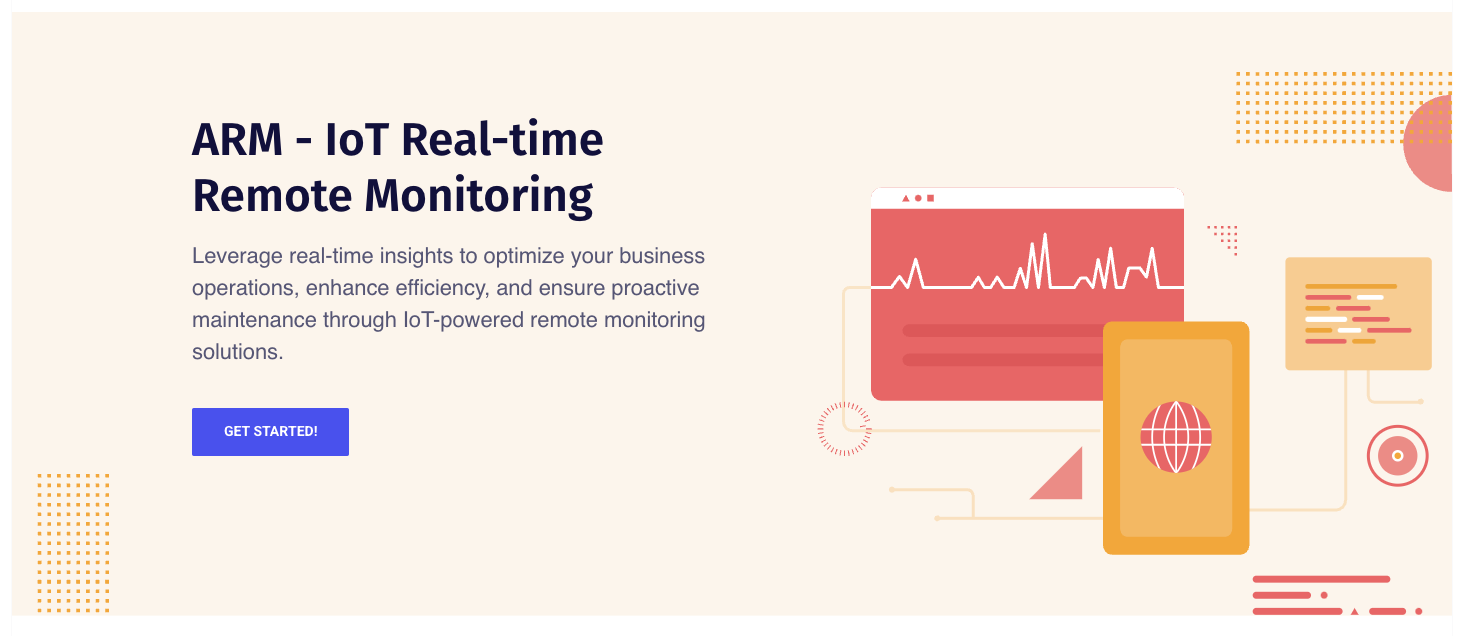 ARM - IoT Real-time
Remote Monitoring
Leverage real-time insights to optimize your business
operations, enhance efficiency, and ensure proactive
maintenance through IoT-powered remote monitoring
solutions.
GET STARTED!